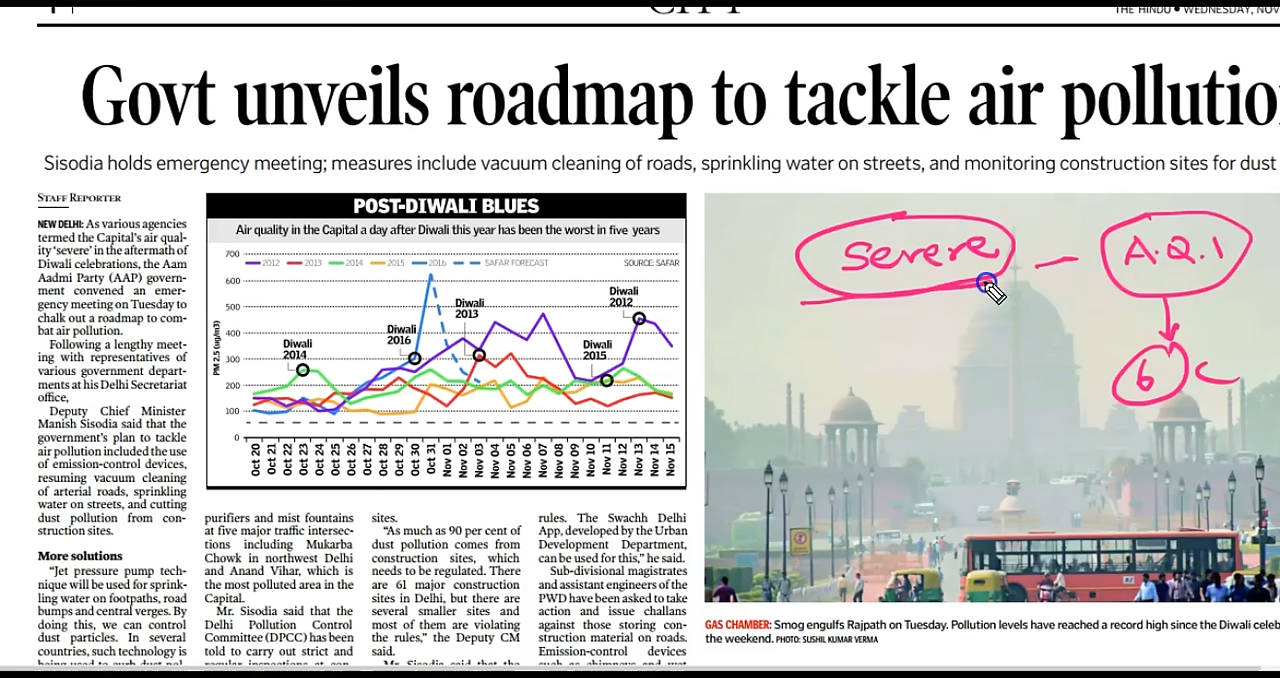 THE HINDU • WEDNESDAY, NOV
Govt unveils roadmap to tackle air pollutio
Sisodia holds emergency meeting; measures include vacuum cleaning of roads, sprinkling water on streets, and monitoring construction sites for dust
STAFF REPORTER
NEW DELHI: As various agencies
termed the Capital's air qual-
ity 'severe' in the aftermath of
Diwali celebrations, the Aam
Aadmi Party (AAP) govern-
ment convened an emer-
gency meeting on Tuesday to
chalk out a roadmap to com-
bat air pollution.
Following a lengthy meet-
ing with representatives of
various government depart-
ments at his Delhi Secretariat
office,
Deputy Chief Minister
Manish Sisodia said that the
government's plan to tackle
air pollution included the use
of emission-control devices,
resuming vacuum cleaning
of arterial roads, sprinkling
water on streets, and cutting
dust pollution from con-
struction sites.
More solutions
"Jet pressure pump tech-
nique will be used for sprink-
ling water on footpaths, road
bumps and central verges. By
doing this, we can control
dust particles. In several
countries, such technology is
being used to curb dust pol-
POST-DIWALI BLUES
Air quality in the Capital a day after Diwali this year has been the worst in five years
2012 2013 2014 2015 2016 SAFAR FORECAST SOURCE: SAFAR
PM 2.5 (ug/m3)
700
600
500
400
300
200
100
0
Diwali
2014
Diwali
2016
Diwali
2013
Diwali
2015
Diwali
2012
Oct 20 Oct 21 Oct 22 Oct 23 Oct 24 Oct 25 Oct 26 Oct 27 Oct 28 Oct 29 Oct 30 Oct 31 Nov 01 Nov 02 Nov 03 Nov 04 Nov 05 Nov 06 Nov 07 Nov 08 Nov 09 Nov 10 Nov 11 Nov 12 Nov 13 Nov 14 Nov 15
purifiers and mist fountains
at five major traffic intersec-
tions including Mukarba
Chowk in northwest Delhi
and Anand Vihar, which is
the most polluted area in the
Capital.
Mr. Sisodia said that the
Delhi Pollution Control
Committee (DPCC) has been
told to carry out strict and
regular inspections at con-
sites.
"As much as 90 per cent of
dust pollution comes from
construction sites, which
needs to be regulated. There
are 61 major construction
sites in Delhi, but there are
several smaller sites and
most of them are violating
the rules," the Deputy CM
said.
Mr. Sisodia said that the
rules. The Swachh Delhi
App, developed by the Urban
Development Department,
can be used for this," he said.
Sub-divisional magistrates
and assistant engineers of the
PWD have been asked to take
action and issue challans
against those storing con-
struction material on roads.
Emission-control devices
such as chimneys and wet
Severe - A.Q.I
6 C
GAS CHAMBER: Smog engulfs Rajpath on Tuesday. Pollution levels have reached a record high since the Diwali celeb
the weekend. PHOTO: SUSHIL KUMAR VERMA